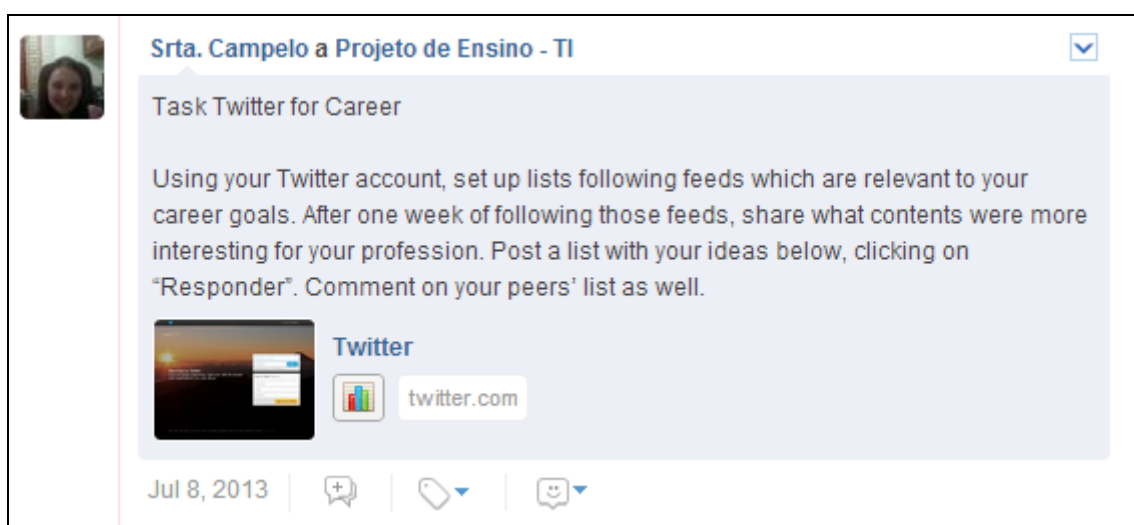 Srta. Campelo a Projeto de Ensino - TI
Task Twitter for Career
Using your Twitter account, set up lists following feeds which are relevant to your
career goals. After one week of following those feeds, share what contents were more
interesting for your profession. Post a list with your ideas below, clicking on
“Responder”. Comment on your peers’ list as well.
Twitter
twitter.com
Jul 8, 2013